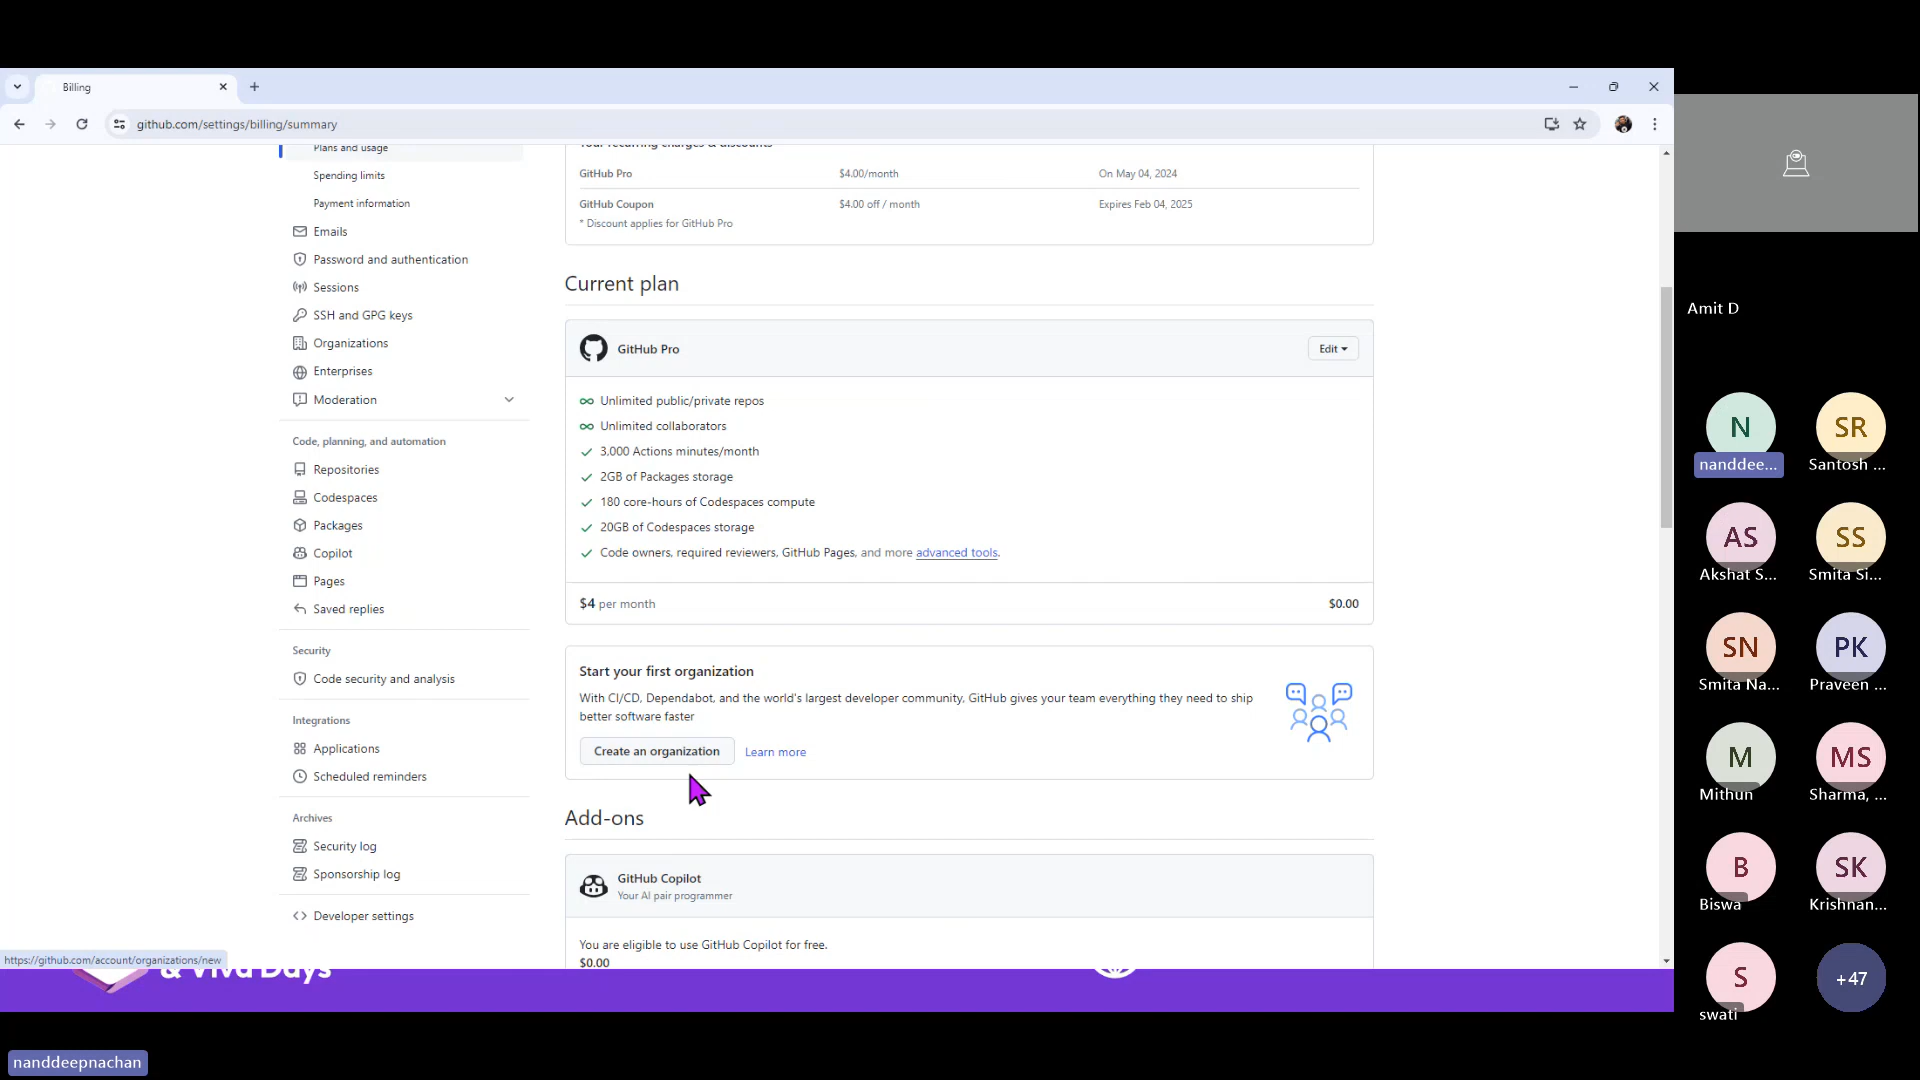 Billing
github.com/settings/billing/summary
Plans and usage
Spending limits
Payment information
Emails
Password and authentication
Sessions
SSH and GPG keys
Organizations
Enterprises
Moderation
Code, planning, and automation
Repositories
Codespaces
Packages
Copilot
Pages
Saved replies
Security
Code security and analysis
Integrations
Applications
Scheduled reminders
Archives
Security log
Sponsorship log
Developer settings
https://github.com/account/organizations/new
Your recurring charges & discounts
GitHub Pro $4.00/month On May 04, 2024
GitHub Coupon $4.00 off / month Expires Feb 04, 2025
* Discount applies for GitHub Pro
Current plan
GitHub Pro Edit
Unlimited public/private repos
Unlimited collaborators
3,000 Actions minutes/month
2GB of Packages storage
180 core-hours of Codespaces compute
20GB of Codespaces storage
Code owners, required reviewers, GitHub Pages, and more advanced tools.
$4 per month $0.00
Start your first organization
With CI/CD, Dependabot, and the world's largest developer community, GitHub gives your team everything they need to ship
better software faster
Create an organization Learn more
Add-ons
GitHub Copilot
Your AI pair programmer
You are eligible to use GitHub Copilot for free.
$0.00
& Viva Days
Amit D
N SR
nanddee... Santosh ...
AS SS
Akshat S... Smita Si...
SN PK
Smita Na... Praveen ...
M MS
Mithun Sharma, ...
B SK
Biswa Krishnan...
S +47
swati
nanddeepnachan